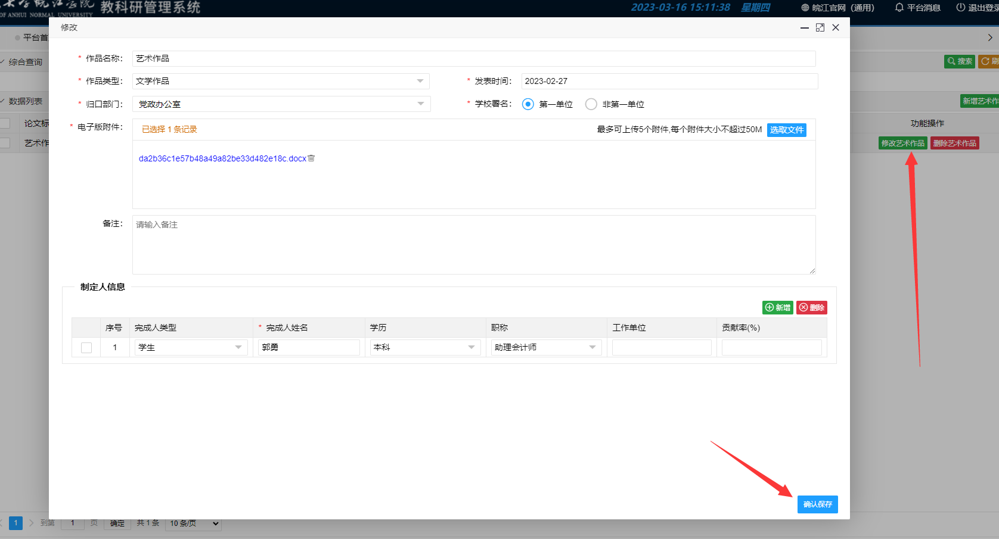 OF ANHUI NORMAL UNIVERSITY
教科研管理系统
2023-03-16 15:11:38 星期四
皖江官网（通用）
平台消息
退出登录
修改
平台首
* 作品名称： 艺术作品
综合查询
搜索
刷
* 作品类型： 文学作品
* 发表时间： 2023-02-27
数据列表
新增艺术作
* 归口部门： 党政办公室
* 学校署名： 第一单位 非第一单位
论文标
功能操作
* 电子版附件： 已选择 1 条记录
最多可上传5个附件,每个附件大小不超过50M 选取文件
艺术作
修改艺术作品 删除艺术作品
da2b36c1e57b48a49a82be33d482e18c.docx
备注： 请输入备注
制定人信息
新增 删除
序号 完成人类型 * 完成人姓名 学历 职称 工作单位 贡献率(%)
1 学生 郭勇 本科 助理会计师
确认保存
1 到第 1 页 确定 共 1 条 10 条/页